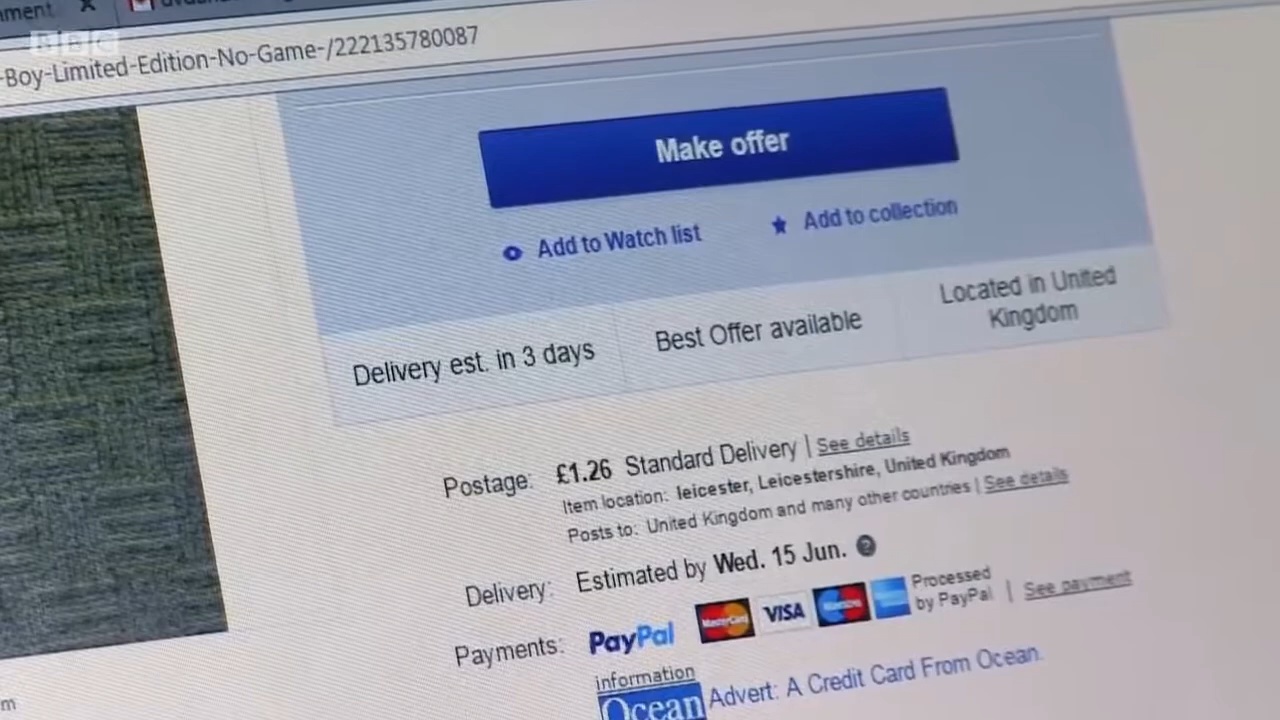 BBC
-Boy-Limited-Edition-No-Game-/222135780087
Make offer
Add to Watch list
Add to collection
Delivery est. in 3 days
Best Offer available
Located in United
Kingdom
Postage: £1.26 Standard Delivery | See details
Item location: leicester, Leicestershire, United Kingdom
Posts to: United Kingdom and many other countries | See details
Delivery: Estimated by Wed. 15 Jun.
Payments: PayPal MasterCard VISA Maestro Processed
by PayPal | See payment
information
Ocean Advert: A Credit Card From Ocean.